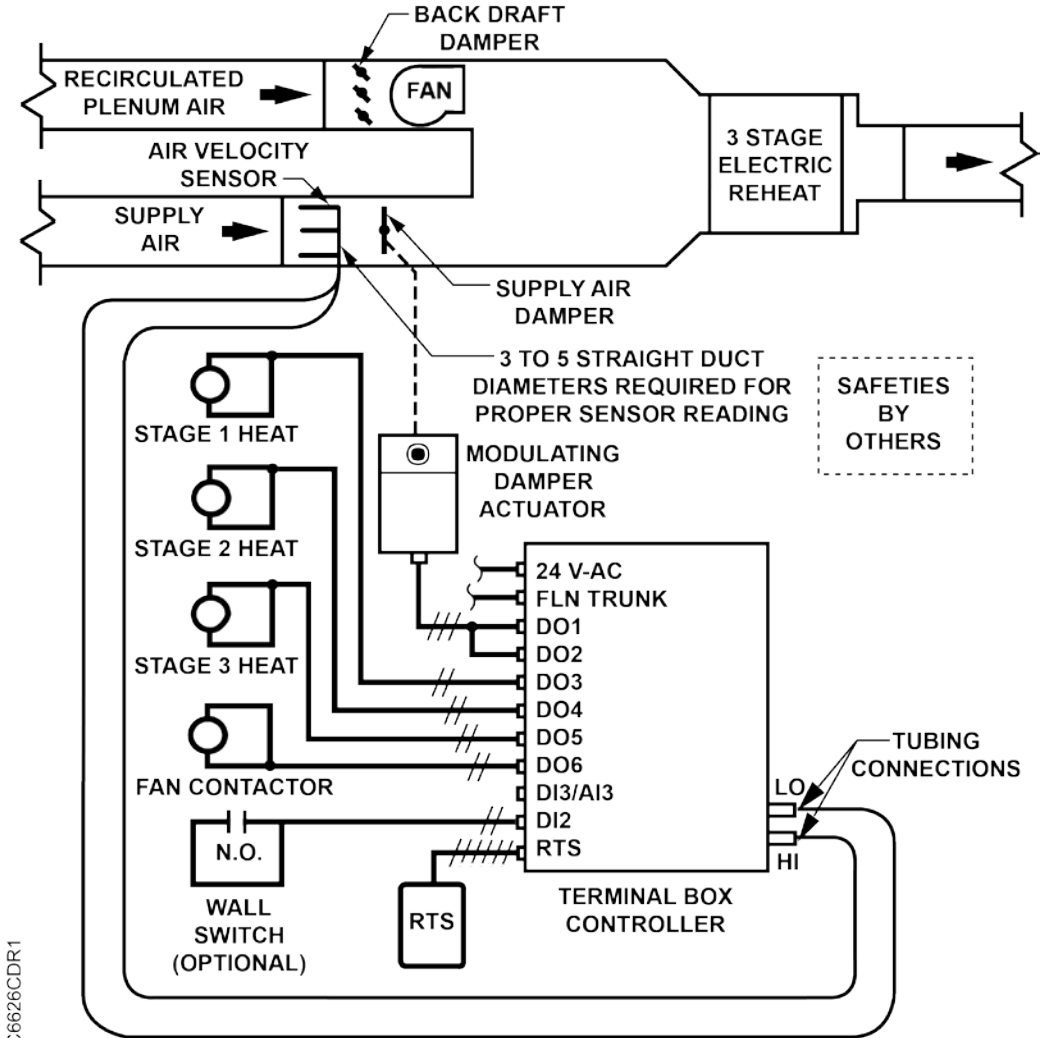 BACK DRAFT
DAMPER
RECIRCULATED
PLENUM AIR
FAN
AIR VELOCITY
SENSOR
3 STAGE
ELECTRIC
REHEAT
SUPPLY
AIR
SUPPLY AIR
DAMPER
3 TO 5 STRAIGHT DUCT
DIAMETERS REQUIRED FOR
PROPER SENSOR READING
SAFETIES
BY
OTHERS
STAGE 1 HEAT
MODULATING
DAMPER
ACTUATOR
STAGE 2 HEAT
STAGE 3 HEAT
FAN CONTACTOR
24 V-AC
FLN TRUNK
DO1
DO2
DO3
DO4
DO5
DO6
DI3/AI3
DI2
RTS
TUBING
CONNECTIONS
LO
HI
N.O.
WALL
SWITCH
(OPTIONAL)
RTS
TERMINAL BOX
CONTROLLER
6626CDR1